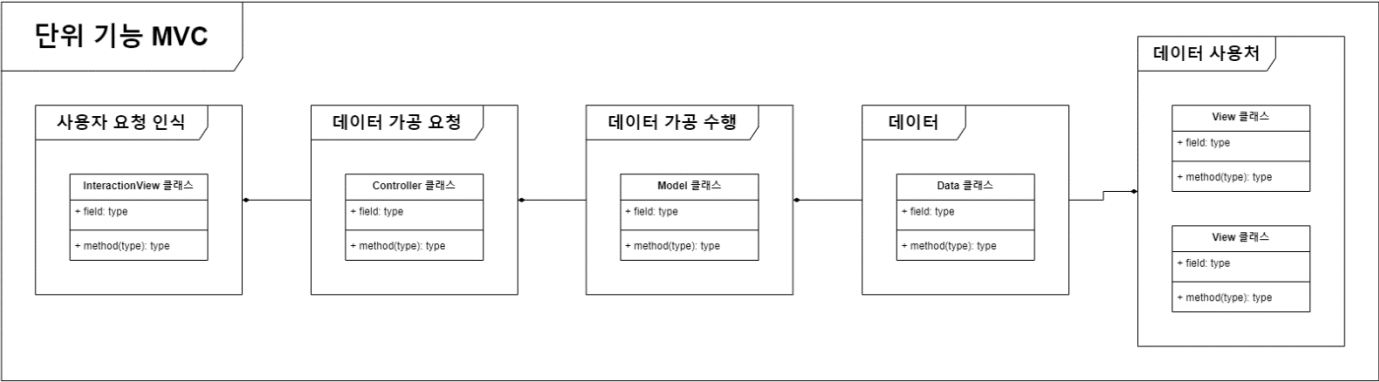 단위 기능 MVC
사용자 요청 인식
InteractionView 클래스
+ field: type
+ method(type): type
데이터 가공 요청
Controller 클래스
+ field: type
+ method(type): type
데이터 가공 수행
Model 클래스
+ field: type
+ method(type): type
데이터
Data 클래스
+ field: type
+ method(type): type
데이터 사용처
View 클래스
+ field: type
+ method(type): type
View 클래스
+ field: type
+ method(type): type